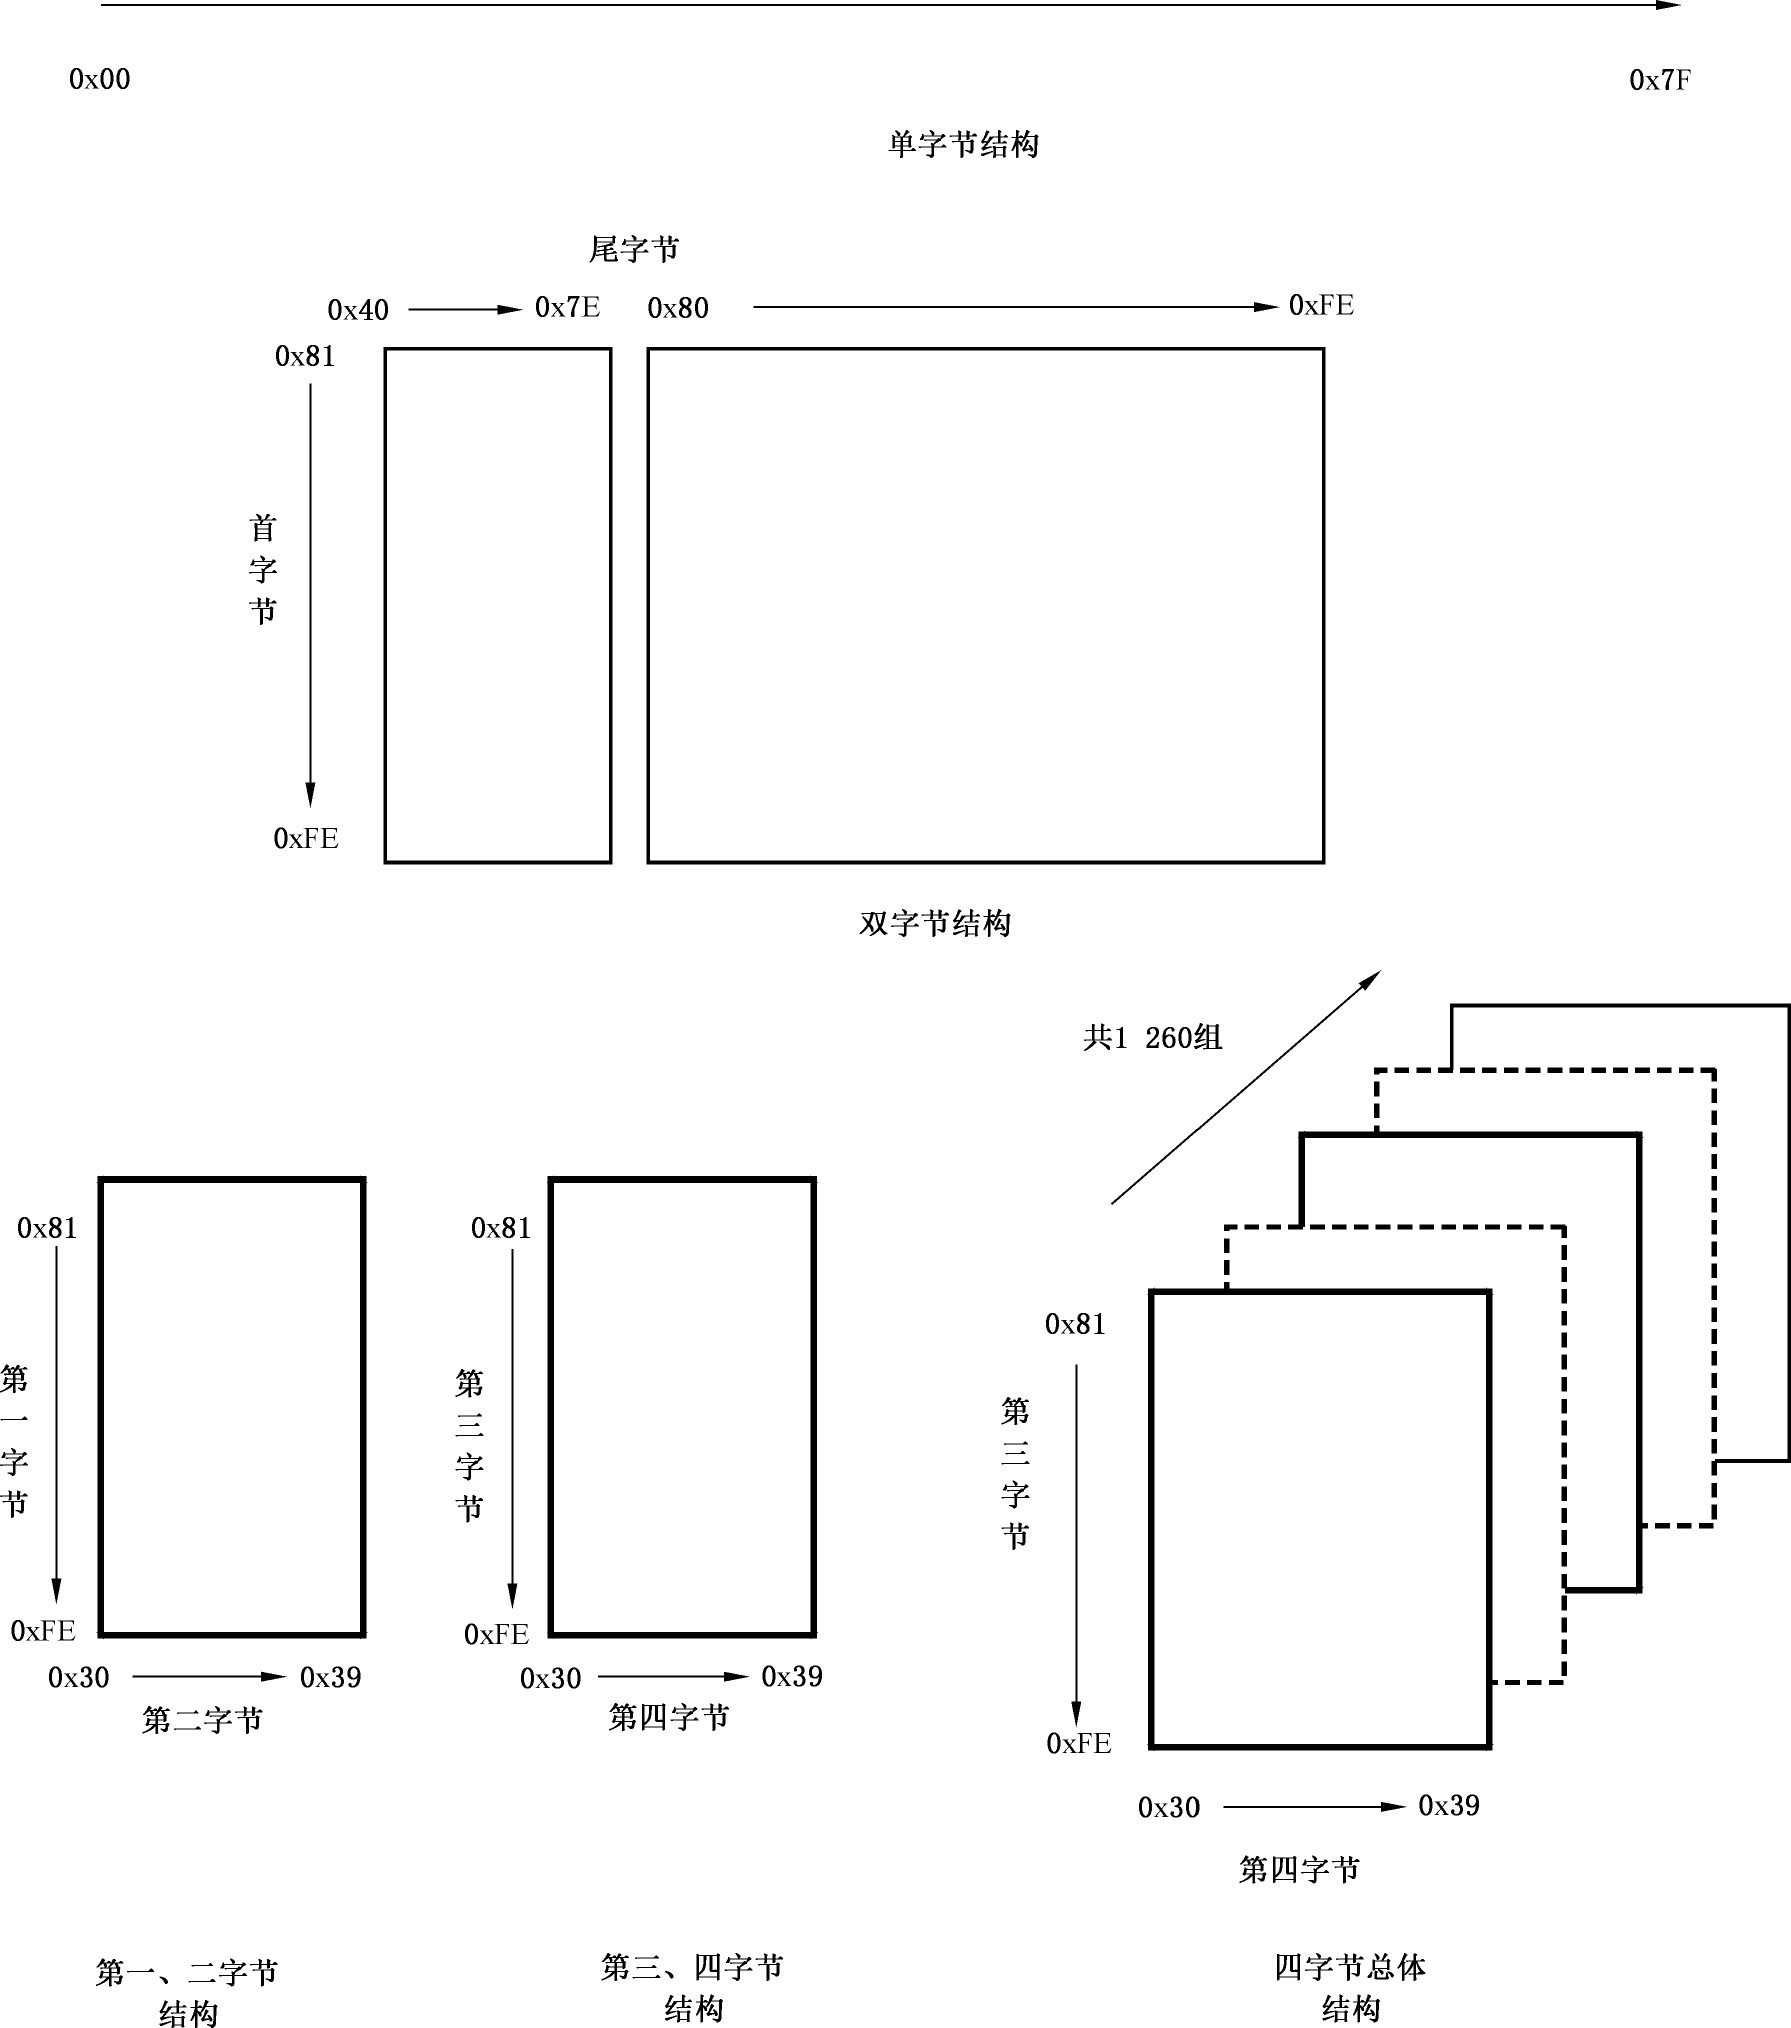 0x00
0x7F
单字节结构
尾字节
0x40
0x7E
0x80
0xFE
0x81
首字节
0xFE
双字节结构
共1 260组
0x81
第一字节
0xFE
0x30
0x39
第二字节
0x81
第三字节
0xFE
0x30
0x39
第四字节
0x81
第三字节
0xFE
0x30
0x39
第四字节
第一、二字节
结构
第三、四字节
结构
四字节总体
结构